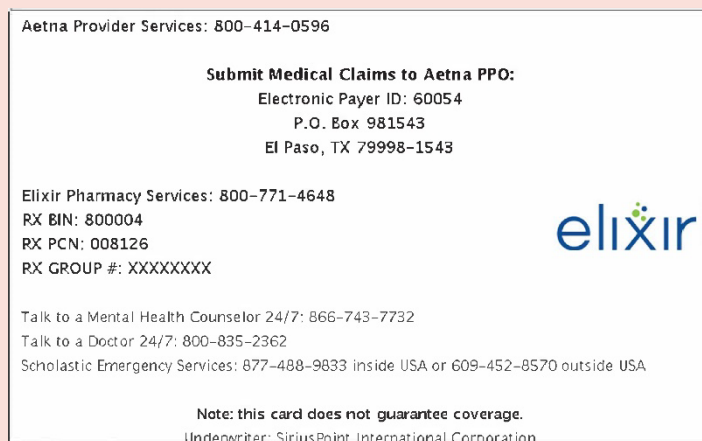 Aetna Provider Services: 800-414-0596
Submit Medical Claims to Aetna PPO:
Electronic Payer ID: 60054
P.O. Box 981543
El Paso, TX 79998-1543
Elixir Pharmacy Services: 800-771-4648
RX BIN: 800004
RX PCN: 008126
RX GROUP #: XXXXXXXX
elixir
Talk to a Mental Health Counselor 24/7: 866-743-7732
Talk to a Doctor 24/7: 800-835-2362
Scholastic Emergency Services: 877-488-9833 inside USA or 609-452-8570 outside USA
Note: this card does not guarantee coverage.
Underwriter: SiriusPoint International Corporation